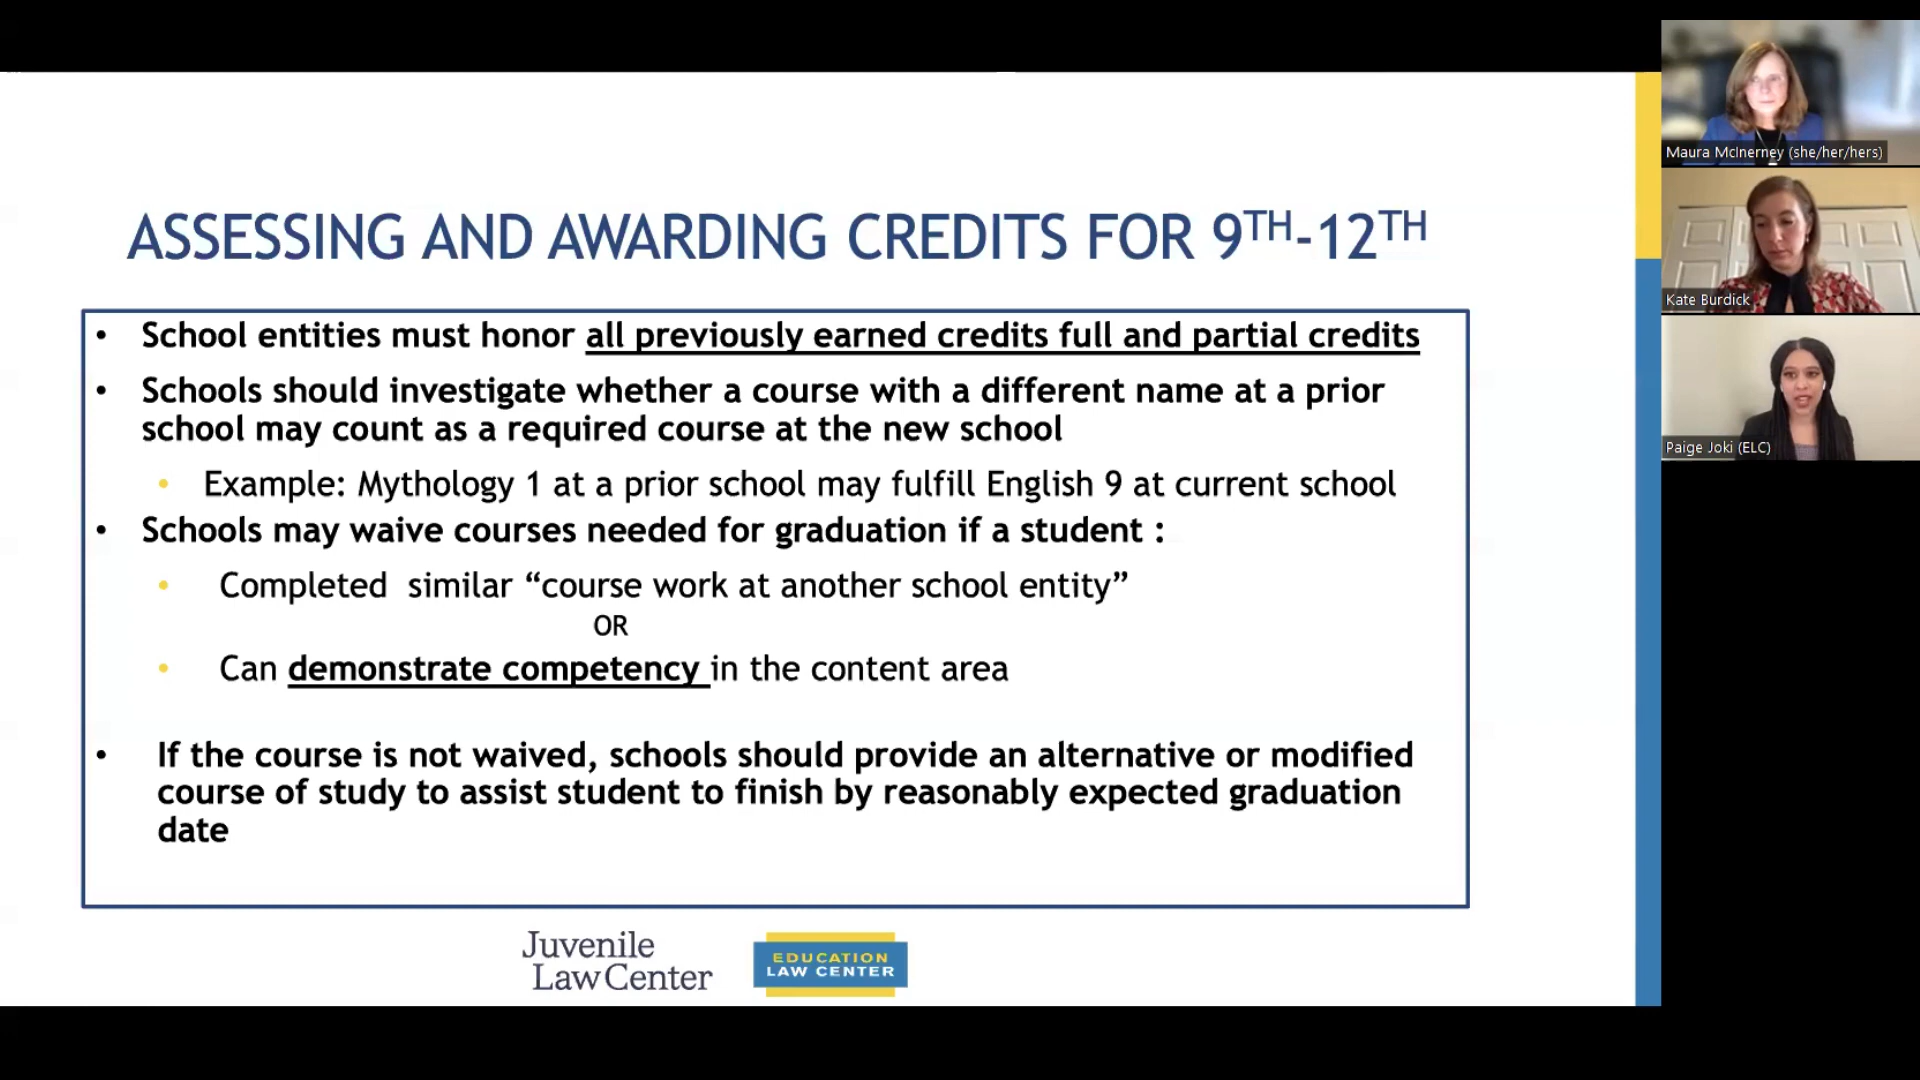 ASSESSING AND AWARDING CREDITS FOR 9TH-12TH
• School entities must honor all previously earned credits full and partial credits
• Schools should investigate whether a course with a different name at a prior
school may count as a required course at the new school
• Example: Mythology 1 at a prior school may fulfill English 9 at current school
• Schools may waive courses needed for graduation if a student :
• Completed similar “course work at another school entity”
OR
• Can demonstrate competency in the content area
• If the course is not waived, schools should provide an alternative or modified
course of study to assist student to finish by reasonably expected graduation
date
Juvenile
Law Center
EDUCATION
LAW CENTER
Maura McInerney (she/her/hers)
Kate Burdick
Paige Joki (ELC)